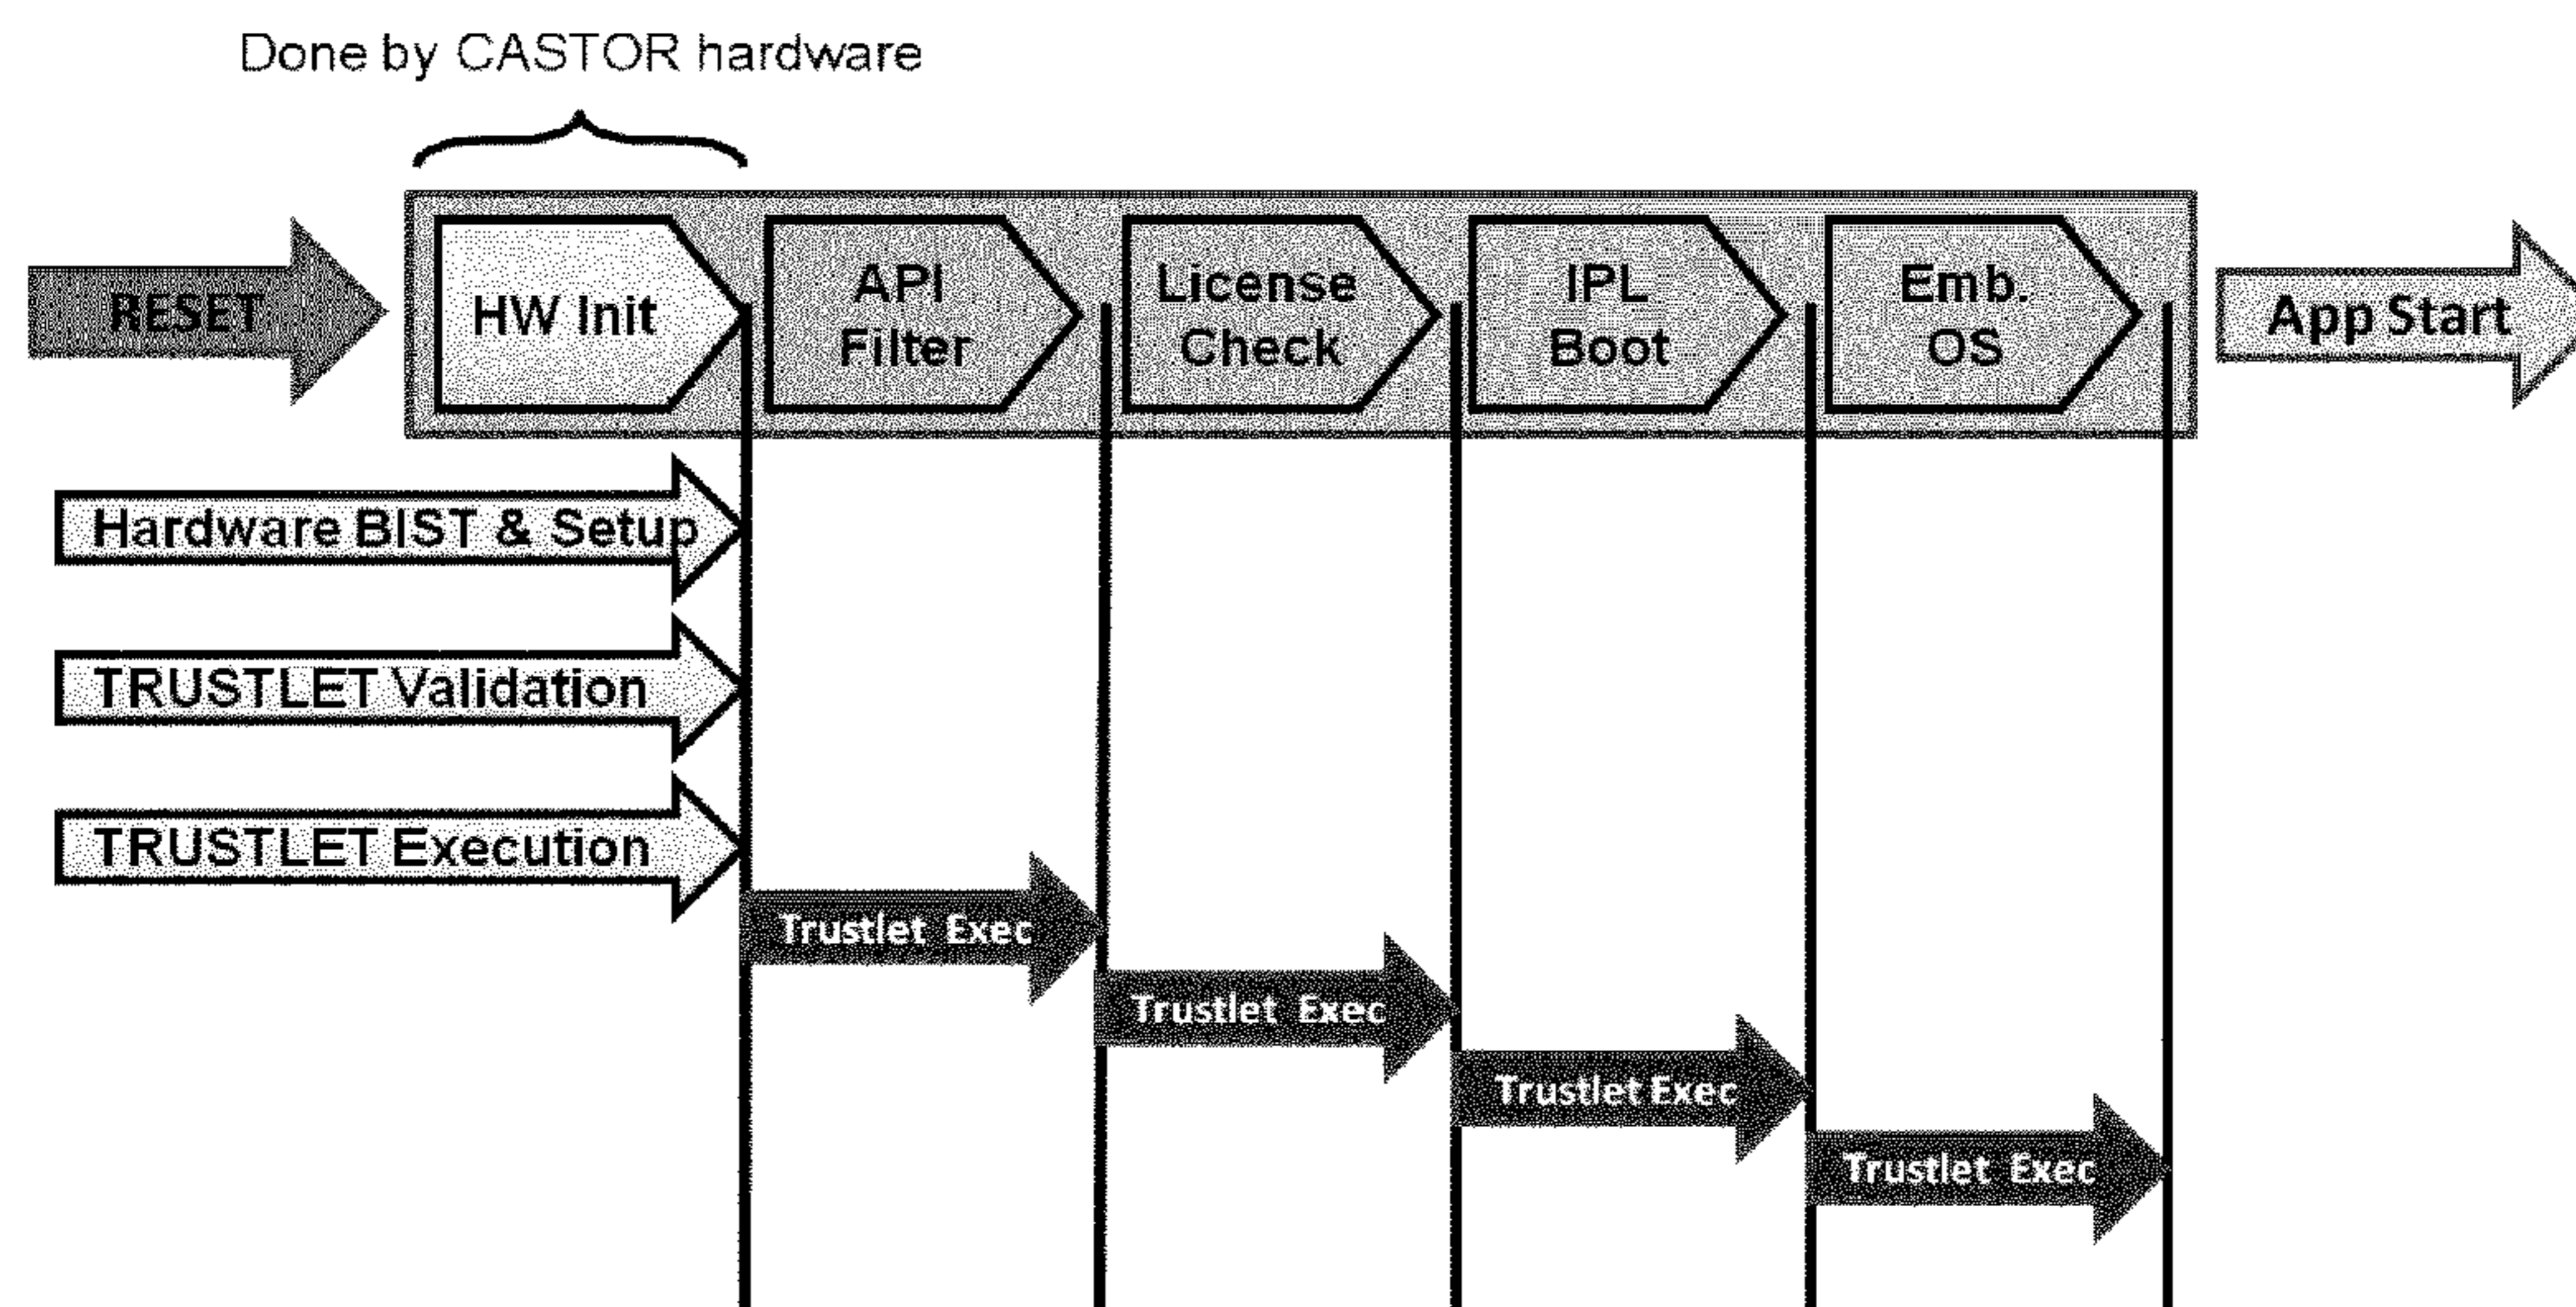 Done by CASTOR hardware
RESET
HW Init
API
Filter
License
Check
IPL
Boot
Emb.
OS
App Start
Hardware BIST & Setup
TRUSTLET Validation
TRUSTLET Execution
Trustlet Exec
Trustlet Exec
Trustlet Exec
Trustlet Exec